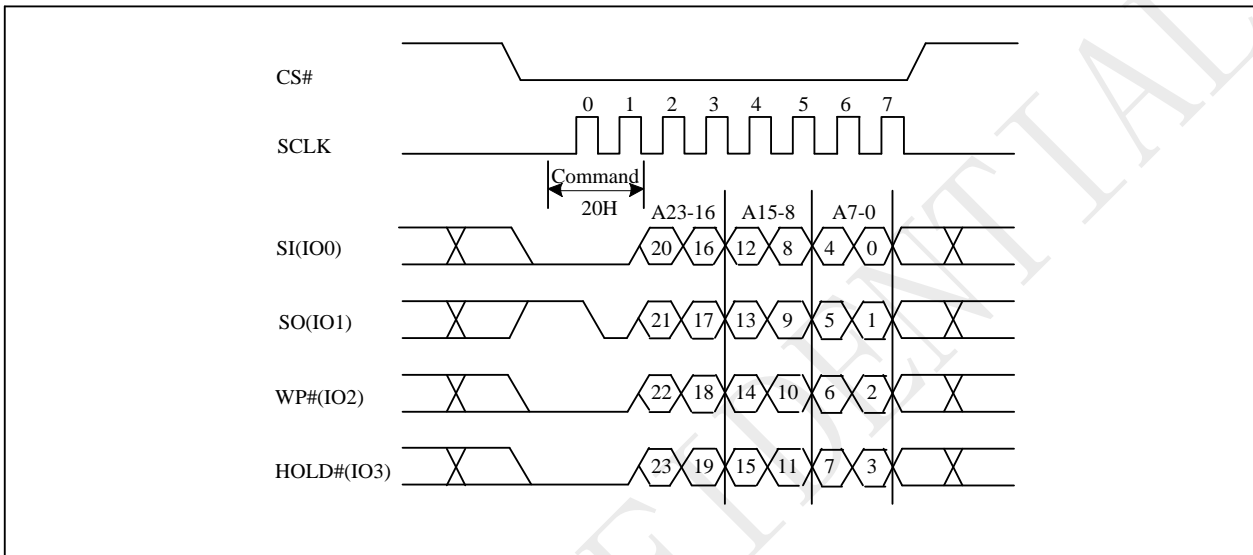 CS#
0 1 2 3 4 5 6 7
SCLK
Command
20H
A23-16 A15-8 A7-0
SI(IO0) 20 16 12 8 4 0
SO(IO1) 21 17 13 9 5 1
WP#(IO2) 22 18 14 10 6 2
HOLD#(IO3) 23 19 15 11 7 3
IDENTIAL